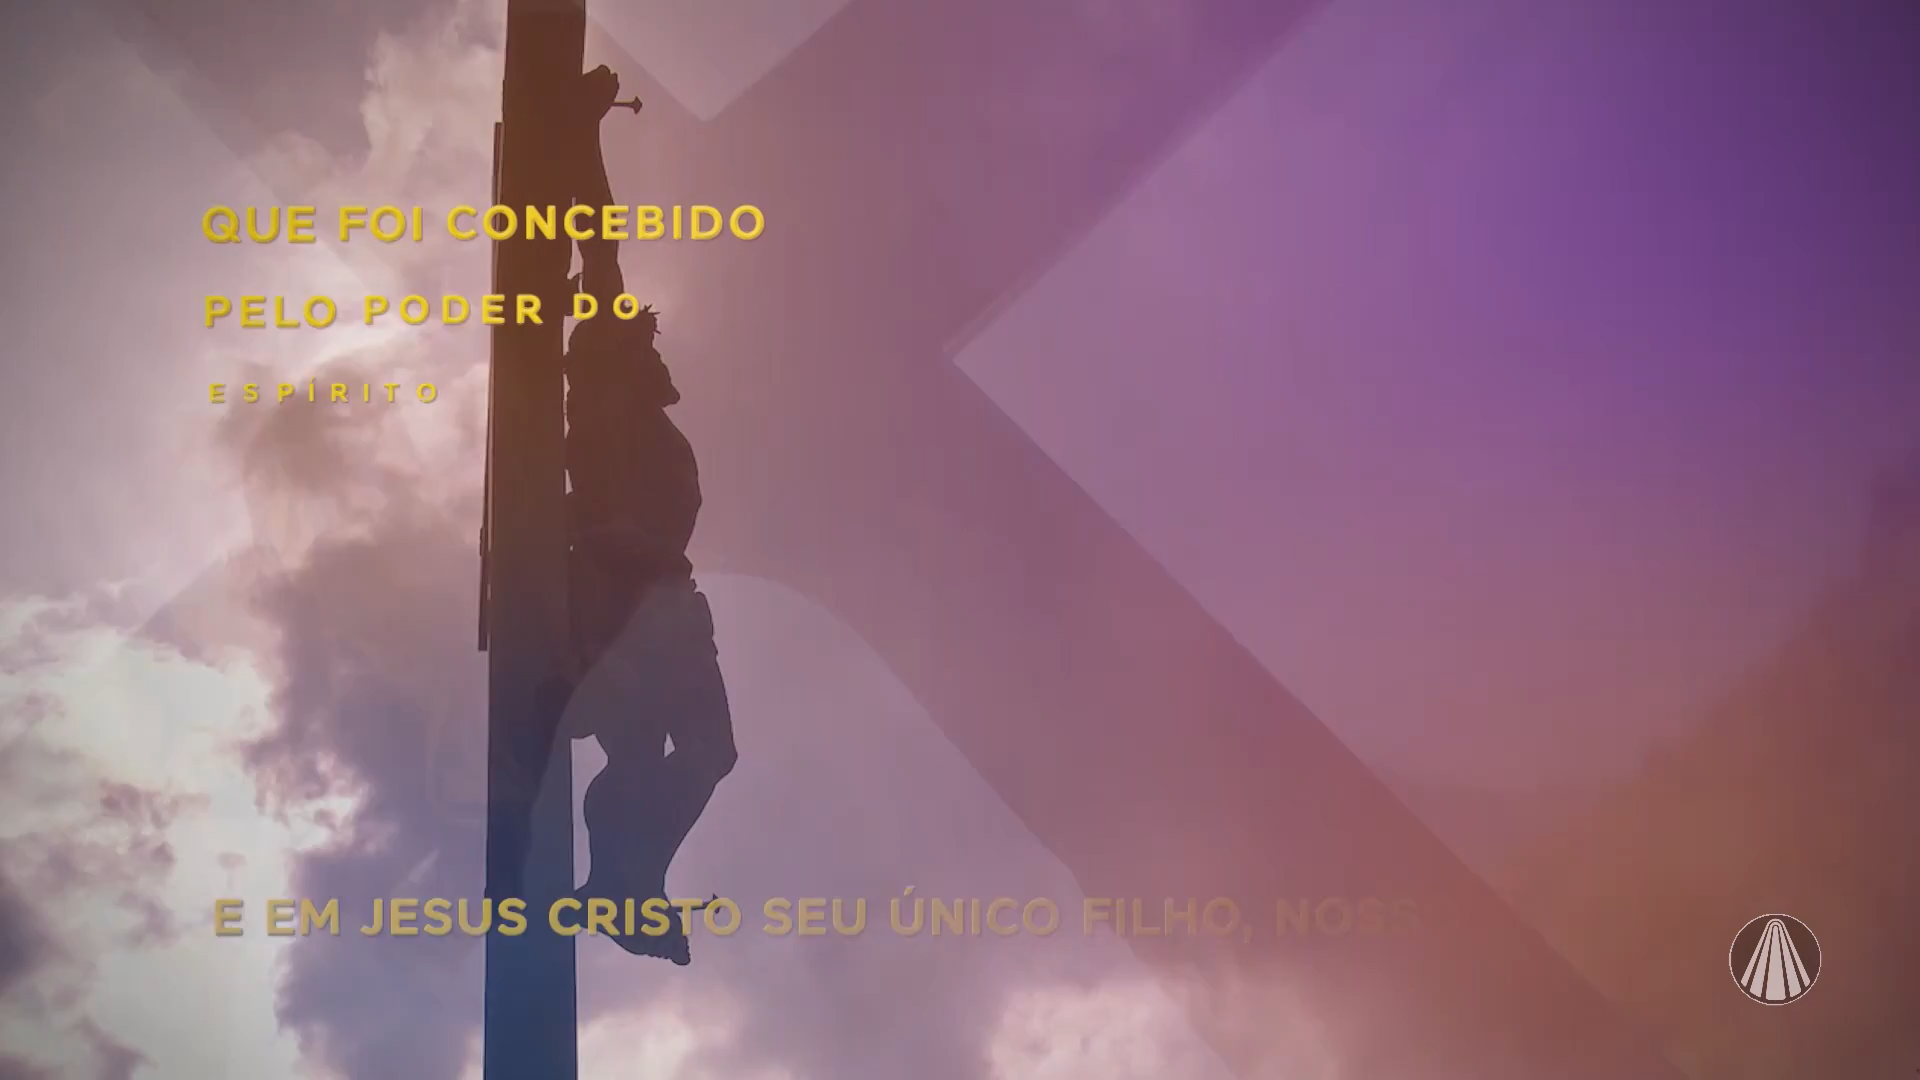 QUE FOI CONCEBIDO
PELO PODER DO
ESPÍRITO
E EM JESUS CRISTO SEU ÚNICO FILHO,